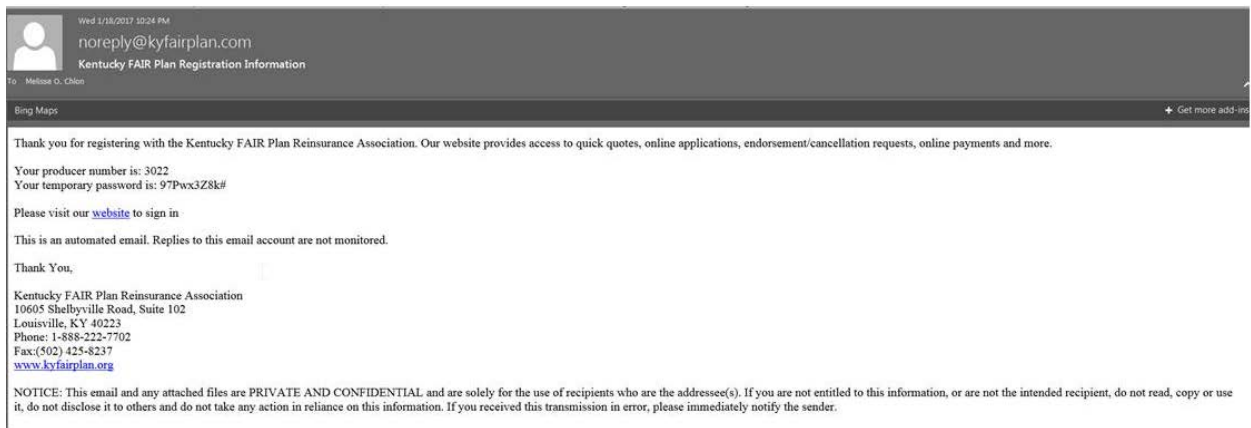 Wed 1/18/2017 10:24 PM
noreply@kyfairplan.com
Kentucky FAIR Plan Registration Information
To Melisse O. Chlon
Bing Maps
+ Get more add-ins
Thank you for registering with the Kentucky FAIR Plan Reinsurance Association. Our website provides access to quick quotes, online applications, endorsement/cancellation requests, online payments and more.
Your producer number is: 3022
Your temporary password is: 97Pwx3Z8k#
Please visit our website to sign in
This is an automated email. Replies to this email account are not monitored.
Thank You,
Kentucky FAIR Plan Reinsurance Association
10605 Shelbyville Road, Suite 102
Louisville, KY 40223
Phone: 1-888-222-7702
Fax:(502) 425-8237
www.kyfairplan.org
NOTICE: This email and any attached files are PRIVATE AND CONFIDENTIAL and are solely for the use of recipients who are the addressee(s). If you are not entitled to this information, or are not the intended recipient, do not read, copy or use
it, do not disclose it to others and do not take any action in reliance on this information. If you received this transmission in error, please immediately notify the sender.